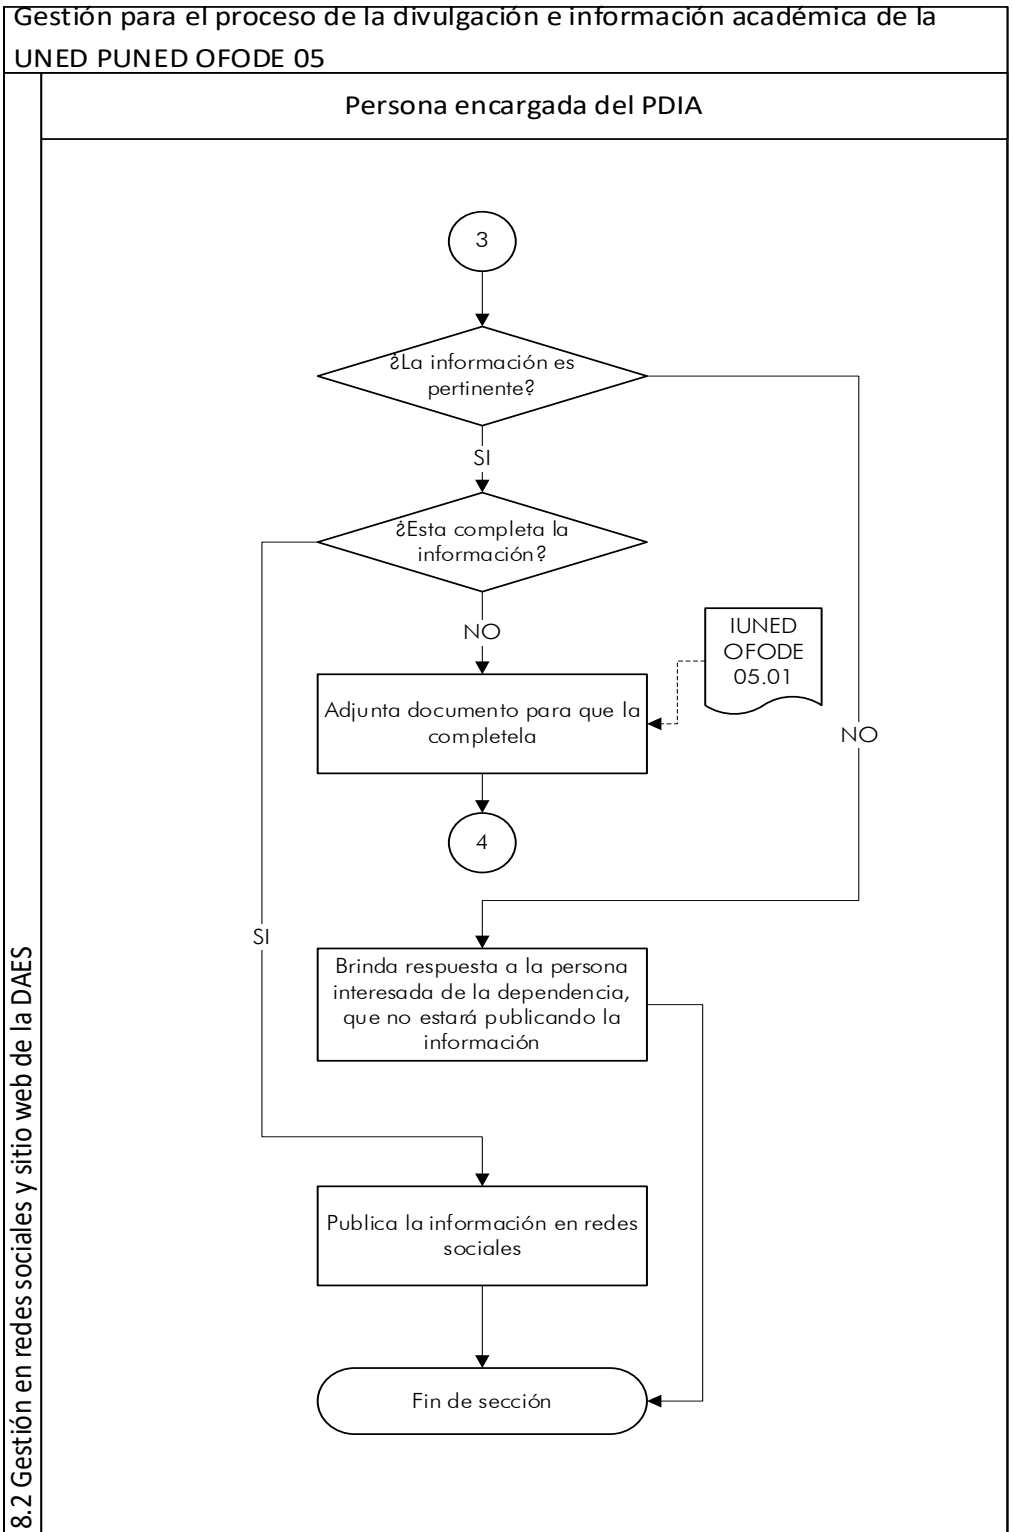 Gestión para el proceso de la divulgación e información académica de la
UNED PUNED OFODE 05
Persona encargada del PDIA
8.2 Gestión en redes sociales y sitio web de la DAES
3
¿La información es
pertinente?
SI
¿Esta completa la
información?
NO
IUNED
OFODE
05.01
Adjunta documento para que la
completela
NO
4
SI
Brinda respuesta a la persona
interesada de la dependencia,
que no estará publicando la
información
Publica la información en redes
sociales
Fin de sección